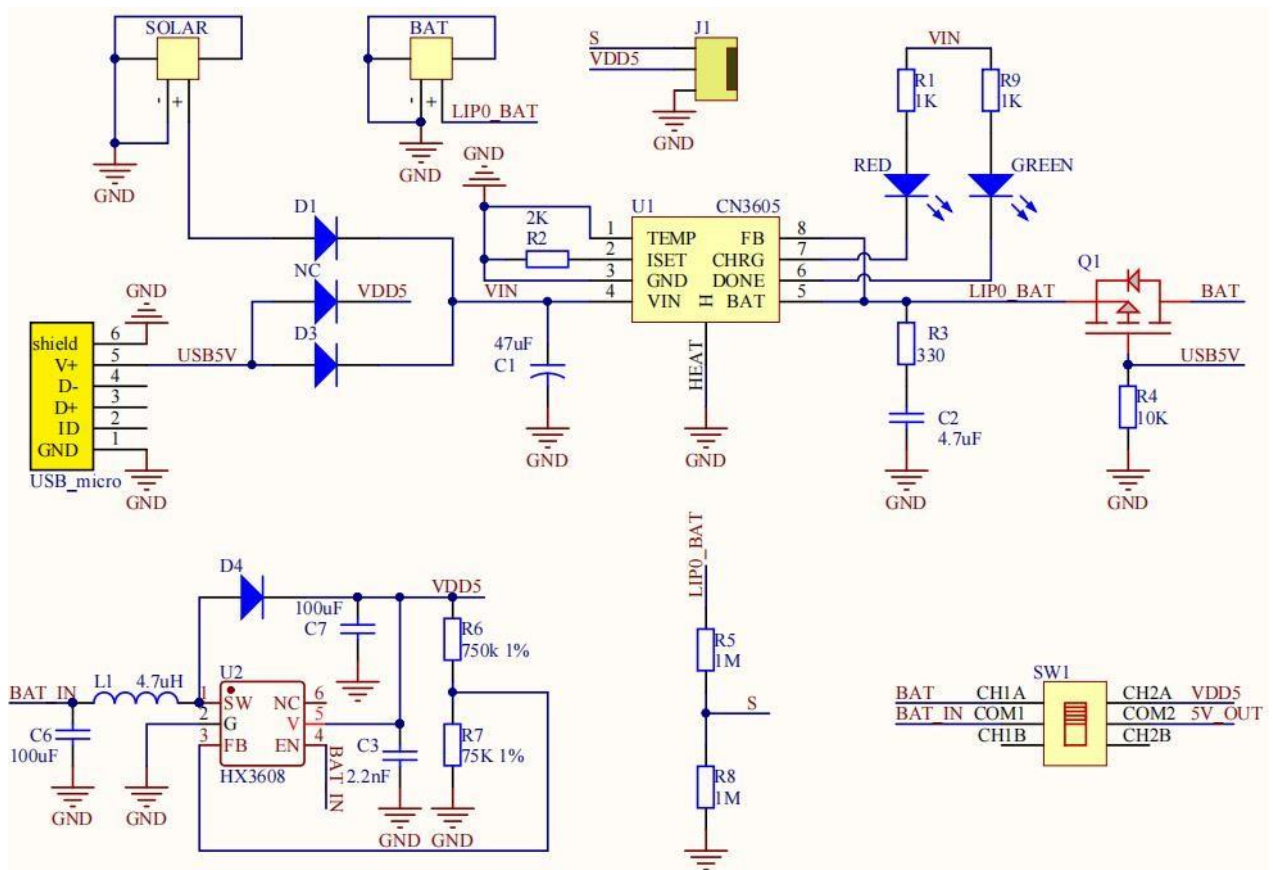 SOLAR
- +
GND
BAT
- +
LIP0_BAT
GND
J1
S
VDD5
GND
VIN
R1
1K
R9
1K
RED
GREEN
GND
2K
R2
U1
CN3605
1 TEMP
2 ISET
3 GND
4 VIN
FB 8
CHRG 7
DONE 6
BAT 5
H
HEAT
GND
D1
NC
VDD5
D3
VIN
47uF
C1
GND
GND
shield 6
V+ 5
D- 4
D+ 3
ID 2
GND 1
USB_micro
GND
USB5V
LIP0_BAT
Q1
BAT
USB5V
R3
330
C2
4.7uF
GND
R4
10K
GND
D4
VDD5
100uF
C7
R6
750k 1%
BAT_IN
L1
4.7uH
U2
1 SW
2 G
3 FB
NC 6
V 5
EN 4
HX3608
BAT_IN
C6
100uF
GND
GND
C3
2.2nF
GND
R7
75K 1%
GND
LIP0_BAT
R5
1M
S
R8
1M
SW1
BAT CH1A
BAT_IN COM1
CH1B
CH2A VDD5
COM2 5V_OUT
CH2B